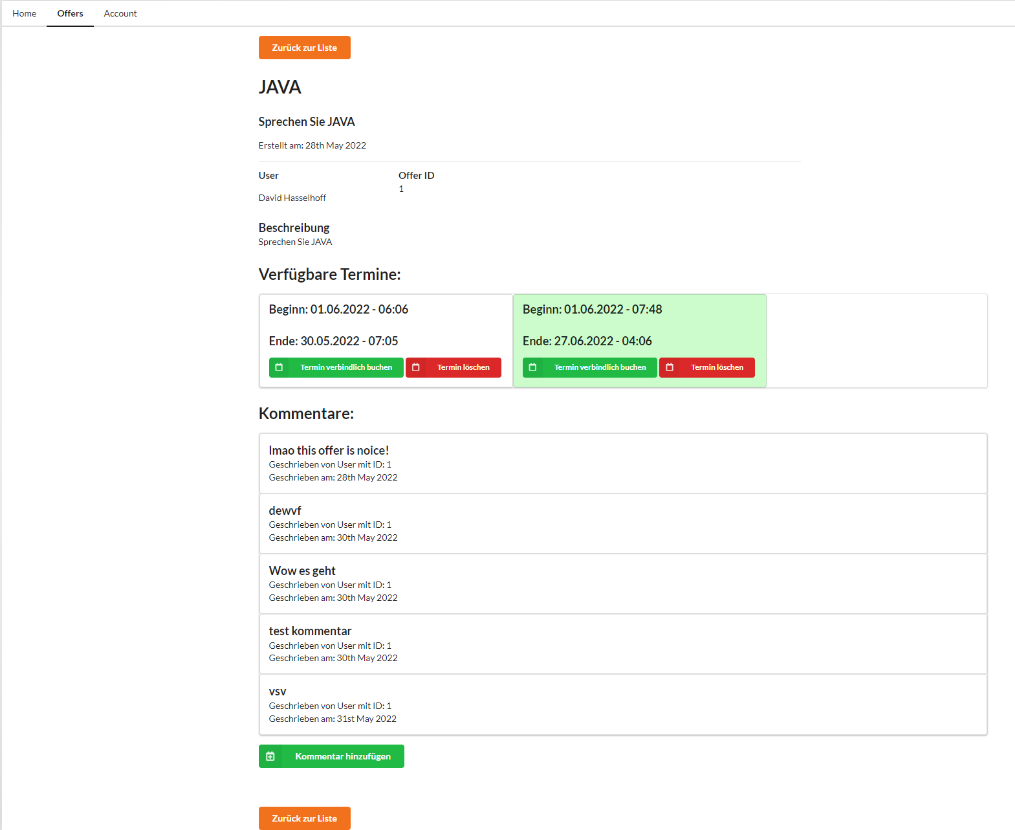 Home Offers Account
Zurück zur Liste
JAVA
Sprechen Sie JAVA
Erstellt am: 28th May 2022
User Offer ID
1
David Hasselhoff
Beschreibung
Sprechen Sie JAVA
Verfügbare Termine:
Beginn: 01.06.2022 - 06:06
Ende: 30.05.2022 - 07:05
Termin verbindlich buchen Termin löschen
Beginn: 01.06.2022 - 07:48
Ende: 27.06.2022 - 04:06
Termin verbindlich buchen Termin löschen
Kommentare:
lmao this offer is noice!
Geschrieben von User mit ID: 1
Geschrieben am: 28th May 2022
dewvf
Geschrieben von User mit ID: 1
Geschrieben am: 30th May 2022
Wow es geht
Geschrieben von User mit ID: 1
Geschrieben am: 30th May 2022
test kommentar
Geschrieben von User mit ID: 1
Geschrieben am: 30th May 2022
vsv
Geschrieben von User mit ID: 1
Geschrieben am: 31st May 2022
Kommentar hinzufügen
Zurück zur Liste